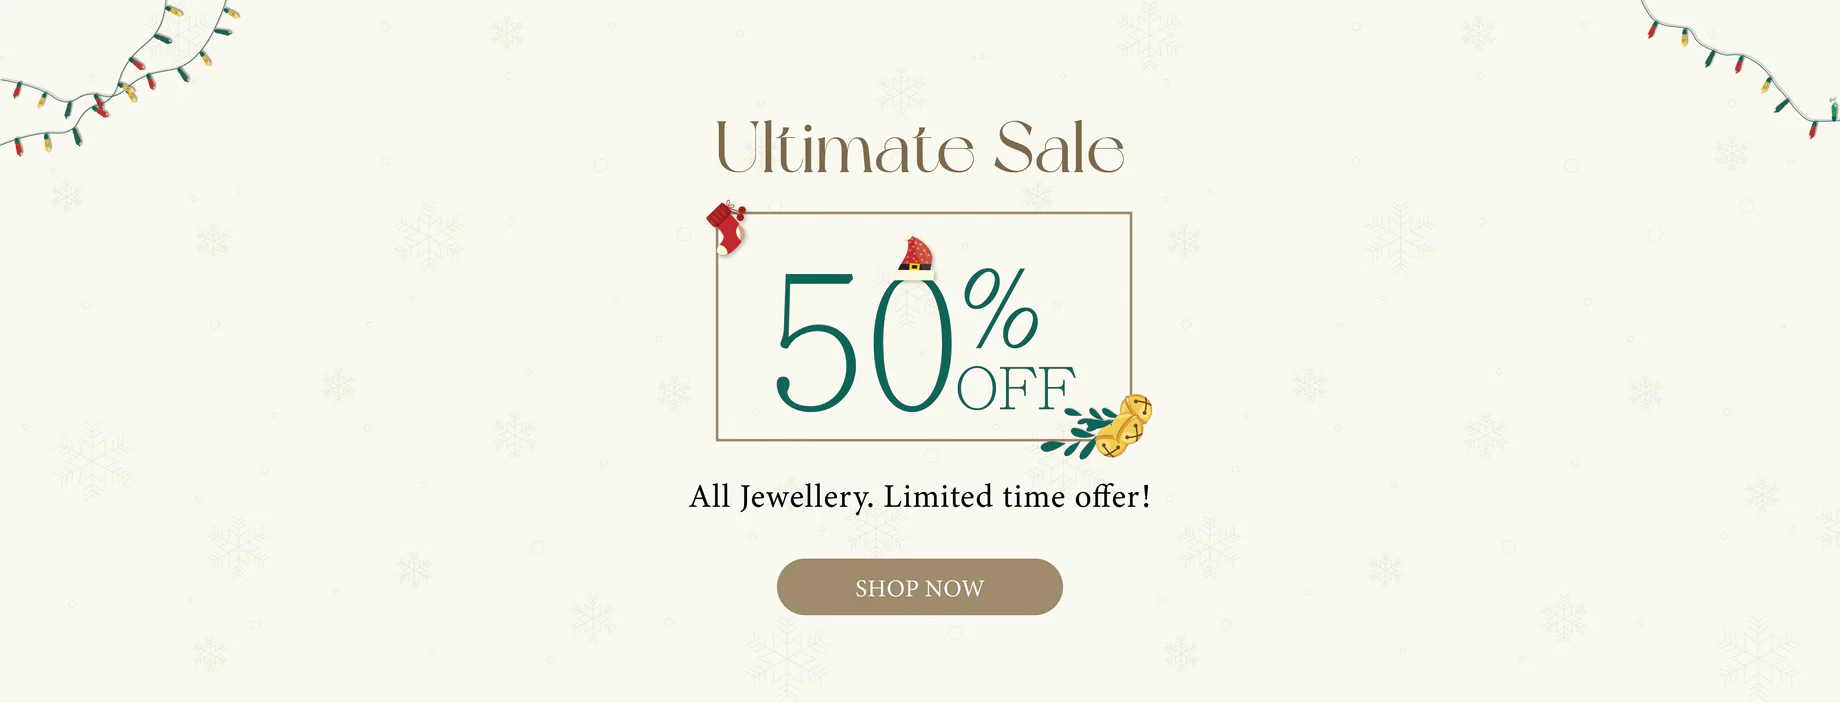 Ultimate Sale
50%
OFF
All Jewellery. Limited time offer!
SHOP NOW